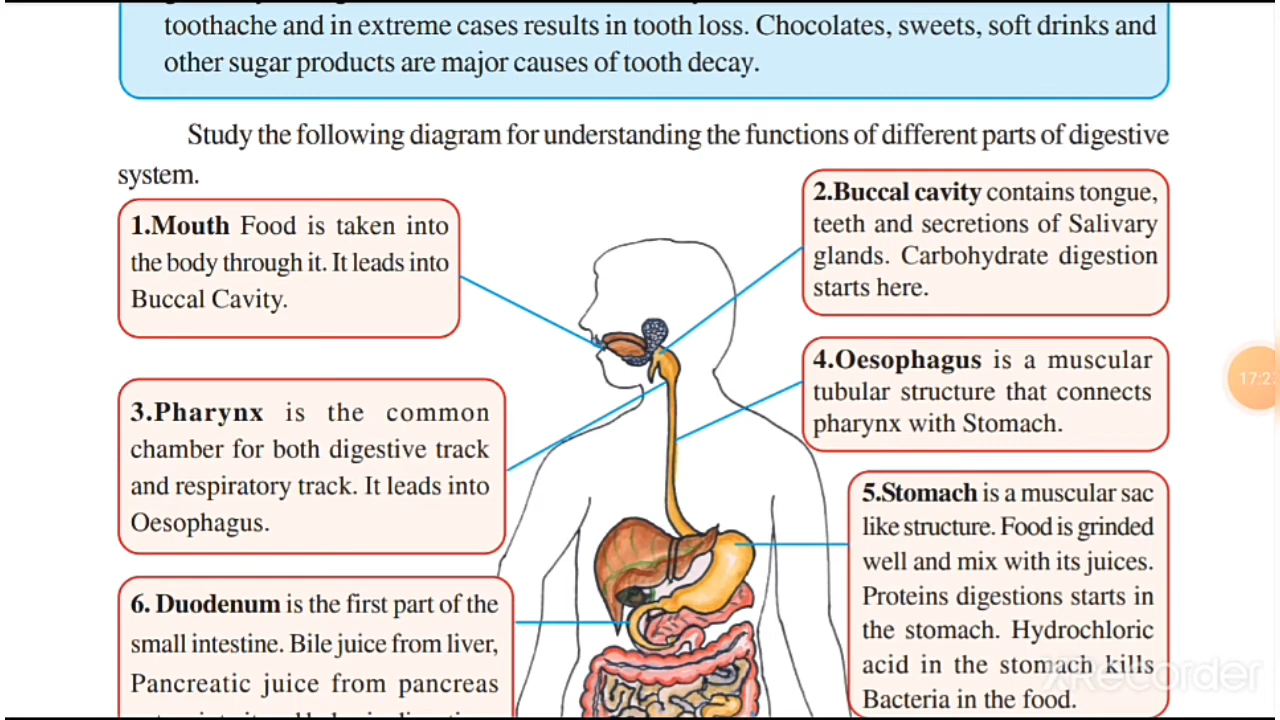 toothache and in extreme cases results in tooth loss. Chocolates, sweets, soft drinks and
other sugar products are major causes of tooth decay.
Study the following diagram for understanding the functions of different parts of digestive
system.
1.Mouth Food is taken into
the body through it. It leads into
Buccal Cavity.
2.Buccal cavity contains tongue,
teeth and secretions of Salivary
glands. Carbohydrate digestion
starts here.
3.Pharynx is the common
chamber for both digestive track
and respiratory track. It leads into
Oesophagus.
4.Oesophagus is a muscular
tubular structure that connects
pharynx with Stomach.
5.Stomach is a muscular sac
like structure. Food is grinded
well and mix with its juices.
Proteins digestions starts in
the stomach. Hydrochloric
acid in the stomach kills
Bacteria in the food.
6. Duodenum is the first part of the
small intestine. Bile juice from liver,
Pancreatic juice from pancreas
XRecorder